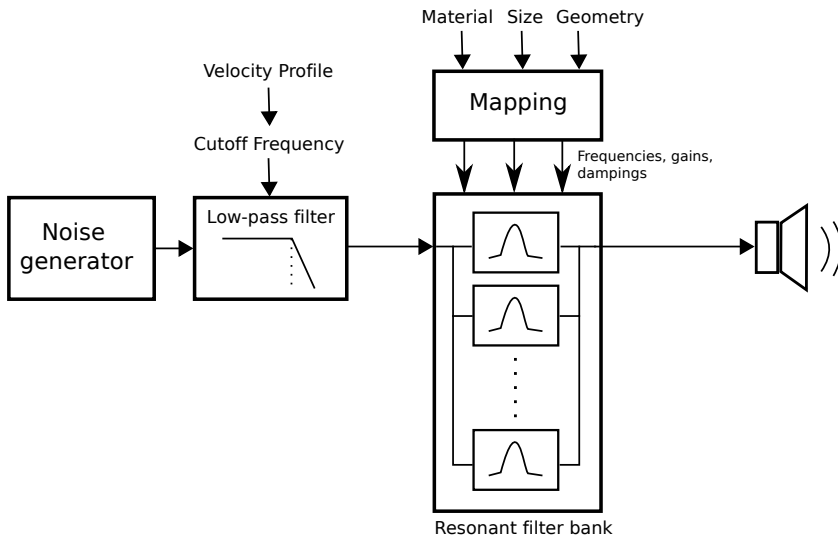 Material Size Geometry
Velocity Profile
Mapping
Cutoff Frequency
Frequencies, gains,
dampings
Noise
generator
Low-pass filter
Resonant filter bank